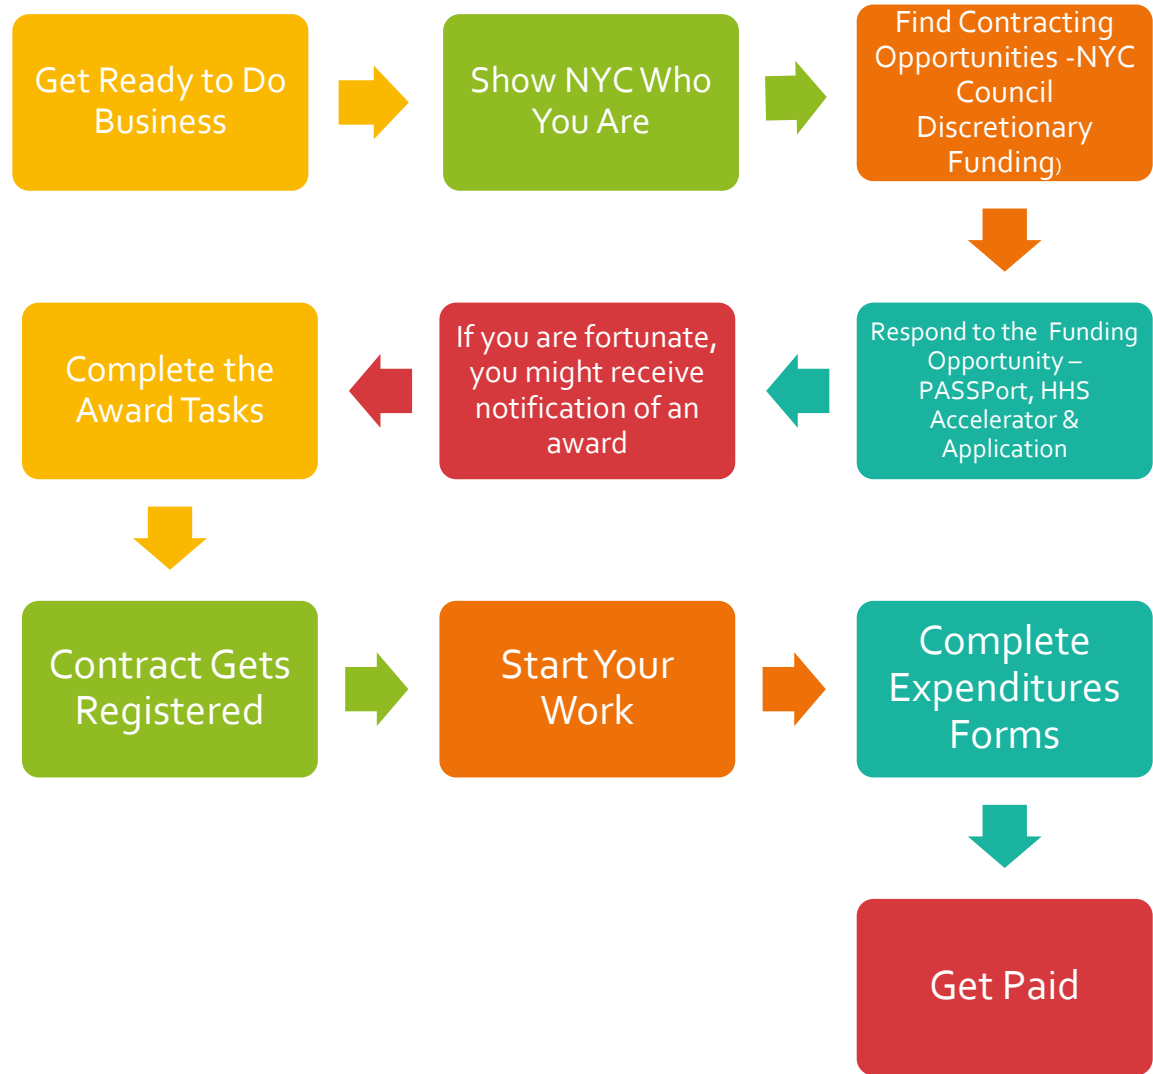 Get Ready to Do
Business
Show NYC Who
You Are
Find Contracting
Opportunities -NYC
Council
Discretionary
Funding)
Respond to the Funding
Opportunity –
PASSPort, HHS
Accelerator &
Application
If you are fortunate,
you might receive
notification of an
award
Complete the
Award Tasks
Contract Gets
Registered
Start Your
Work
Complete
Expenditures
Forms
Get Paid